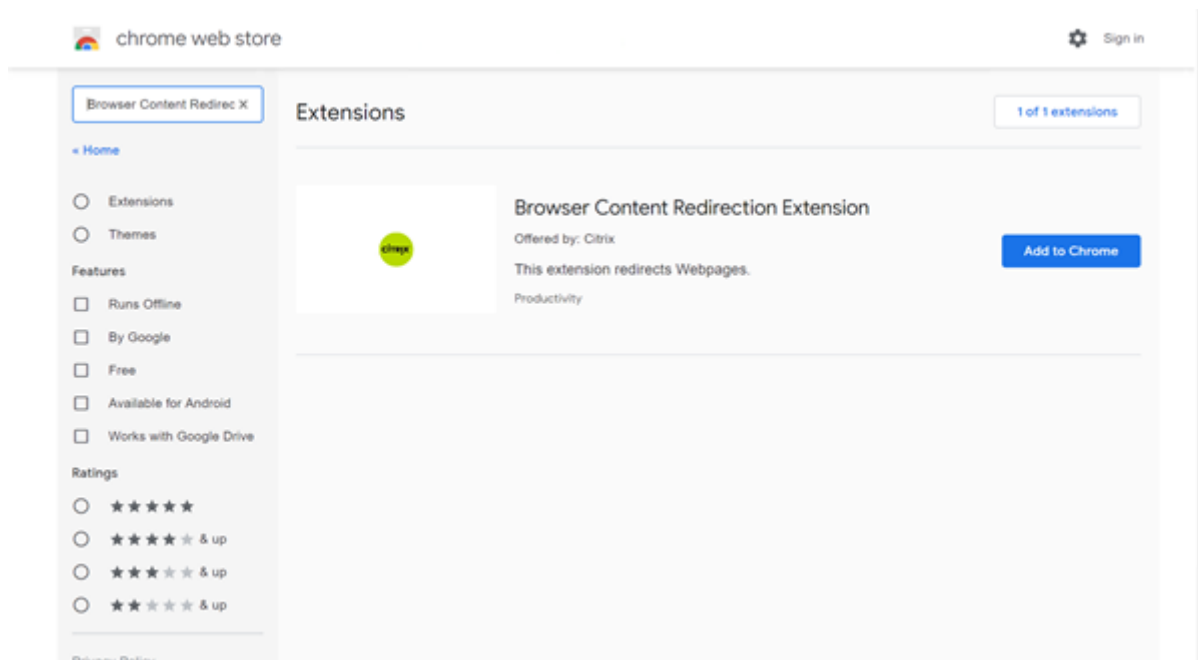 chrome web store
Sign in
Browser Content Redirec
« Home
Extensions
Themes
Features
Runs Offline
By Google
Free
Available for Android
Works with Google Drive
Ratings
& up
& up
& up
Privacy Policy
Extensions
1 of 1 extensions
citrix
Browser Content Redirection Extension
Offered by: Citrix
This extension redirects Webpages.
Productivity
Add to Chrome